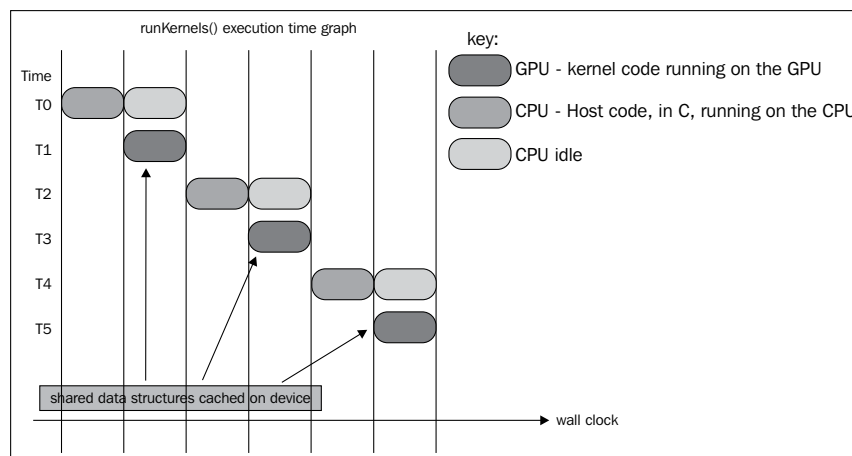 runKernels() execution time graph
key:
GPU - kernel code running on the GPU
CPU - Host code, in C, running on the CPU
CPU idle
Time
T0
T1
T2
T3
T4
T5
shared data structures cached on device
wall clock